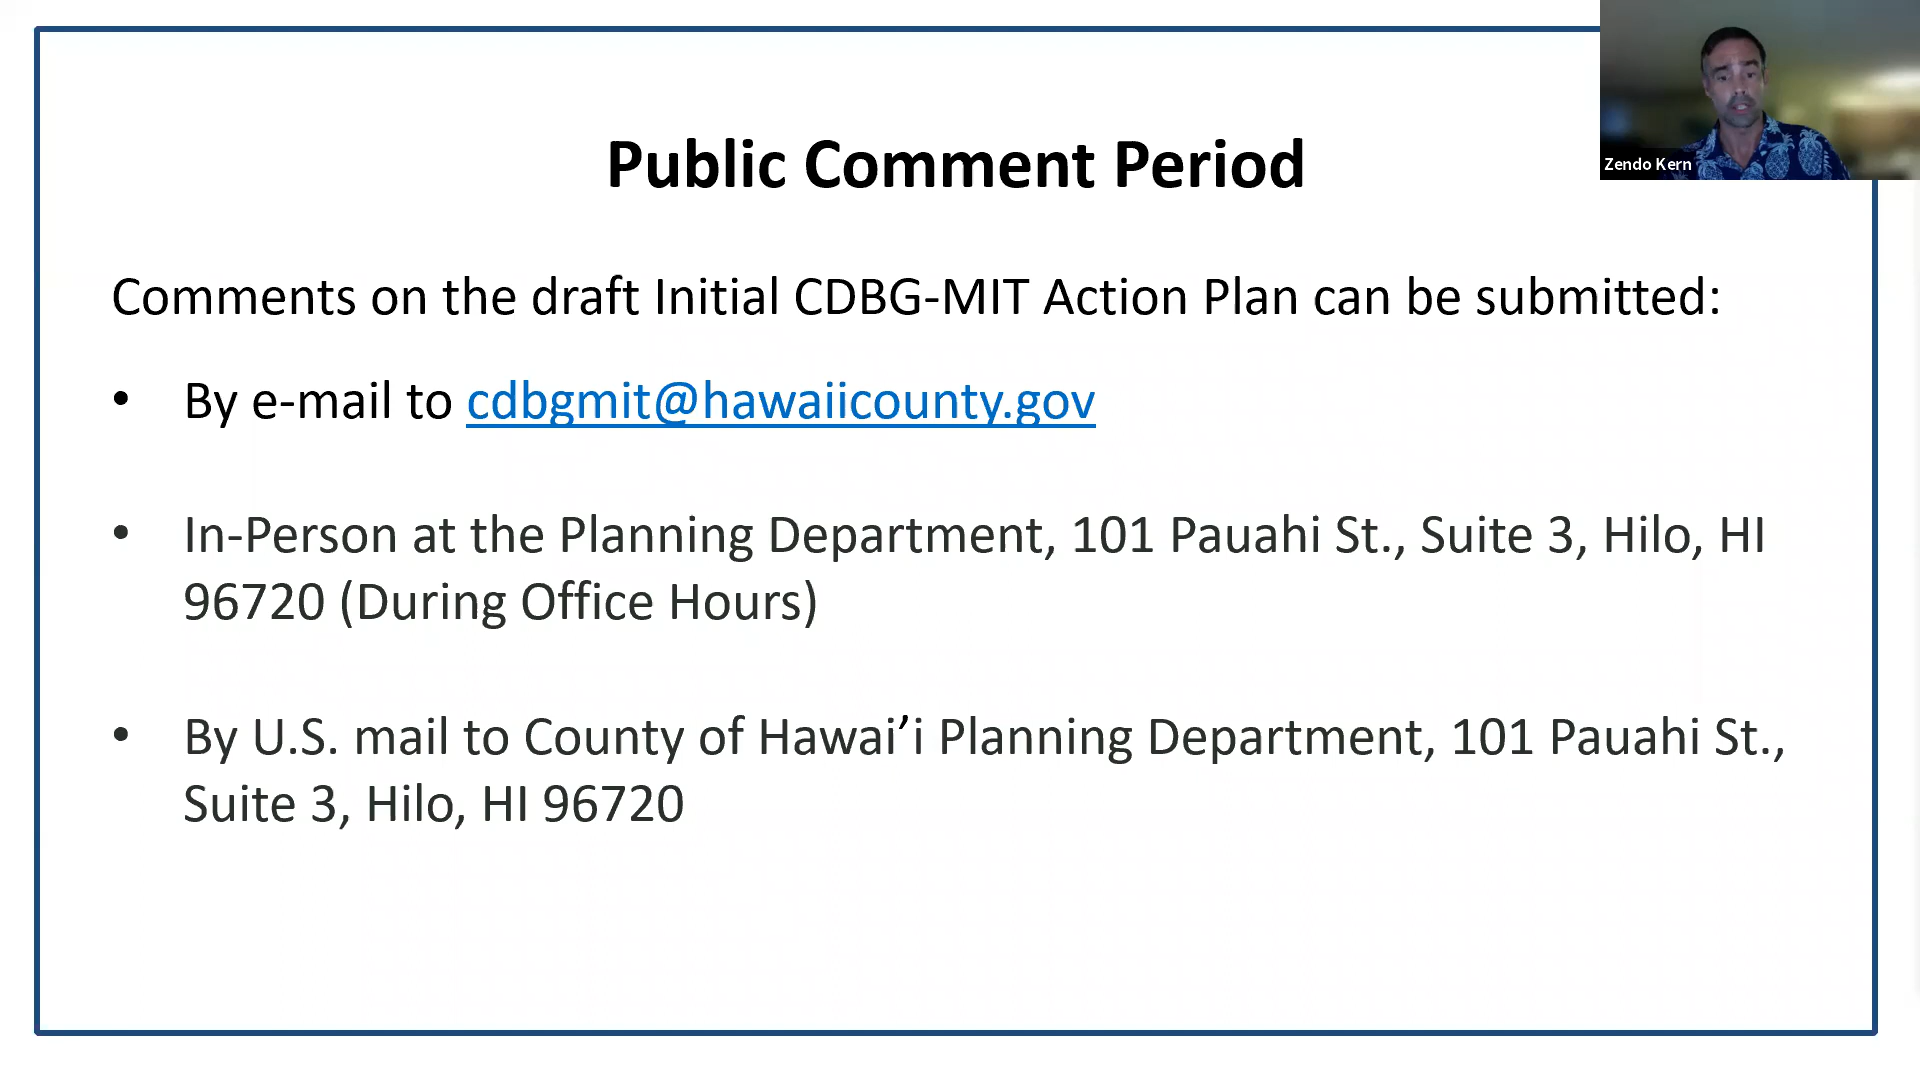 Zendo Kern
Public Comment Period
Comments on the draft Initial CDBG-MIT Action Plan can be submitted:
• By e-mail to cdbgmit@hawaiicounty.gov
• In-Person at the Planning Department, 101 Pauahi St., Suite 3, Hilo, HI
96720 (During Office Hours)
• By U.S. mail to County of Hawai’i Planning Department, 101 Pauahi St.,
Suite 3, Hilo, HI 96720